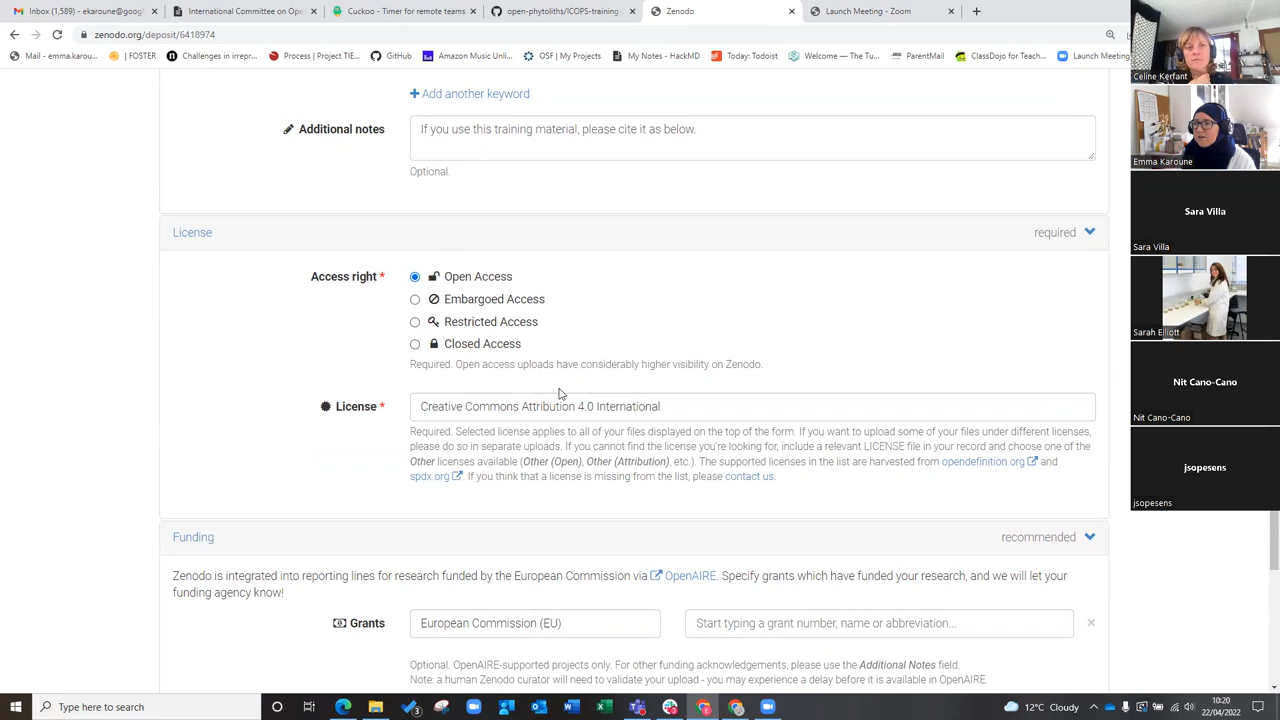 Inbox (1,589) - ekaroune@googl
International Committee on Ope
Cuckoo - Timer for remote teams
open-phytoliths/ICOPS-training-
Zenodo
Launch Meeting - Zoom
zenodo.org/deposit/6418974
Mail - emma.karou...
| FOSTER
Challenges in irrepr...
Process | Project TIE...
GitHub
Amazon Music Unli...
OSF | My Projects
My Notes - HackMD
Today: Todoist
Welcome — The Tu...
ParentMail
ClassDojo for Teach...
Launch Meeting
Add another keyword
Additional notes
If you use this training material, please cite it as below.
Optional.
License
required
Access right *
Open Access
Embargoed Access
Restricted Access
Closed Access
Required. Open access uploads have considerably higher visibility on Zenodo.
License *
Creative Commons Attribution 4.0 International
Required. Selected license applies to all of your files displayed on the top of the form. If you want to upload some of your files under different licenses,
please do so in separate uploads. If you cannot find the license you're looking for, include a relevant LICENSE file in your record and choose one of the
Other licenses available (Other (Open), Other (Attribution), etc.). The supported licenses in the list are harvested from opendefinition.org and
spdx.org. If you think that a license is missing from the list, please contact us.
Funding
recommended
Zenodo is integrated into reporting lines for research funded by the European Commission via OpenAIRE. Specify grants which have funded your research, and we will let your
funding agency know!
Grants
European Commission (EU)
Start typing a grant number, name or abbreviation...
Optional. OpenAIRE-supported projects only. For other funding acknowledgements, please use the Additional Notes field.
Note: a human Zenodo curator will need to validate your upload - you may experience a delay before it is available in OpenAIRE.
Celine Kerfant
Emma Karoune
Sara Villa
Sara Villa
Sarah Elliott
Nit Cano-Cano
Nit Cano-Cano
jsopesens
jsopesens
Type here to search
12°C Cloudy
10:20
22/04/2022